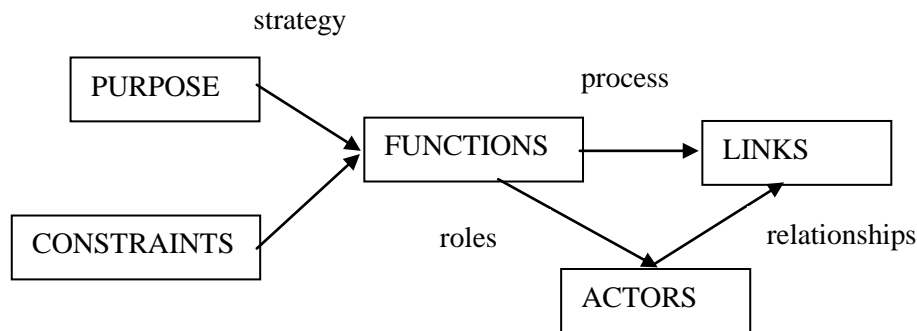 strategy
PURPOSE
process
FUNCTIONS
LINKS
CONSTRAINTS
roles
relationships
ACTORS